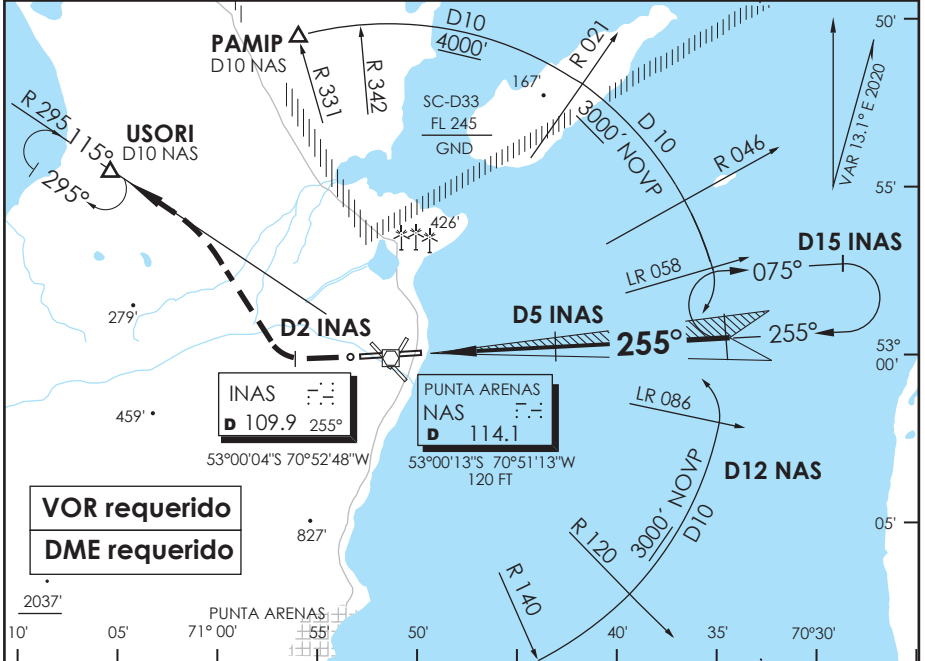 PAMIP
D10 NAS
D10
4000'
R 331
R 342
R 021
167'
SC-D33
FL 245
GND
3000´ NOVP
D 10
R 046
VAR 13.1° E 2020
50'
55'
53°
00'
05'
R 295
115°
295°
USORI
D10 NAS
426'
LR 058
D15 INAS
075°
255°
279'
D2 INAS
D5 INAS
255°
INAS
D 109.9 255°
53°00'04"S 70°52'48"W
PUNTA ARENAS
NAS
D 114.1
53°00'13"S 70°51'13"W
120 FT
459'
LR 086
D12 NAS
3000´ NOVP
D10
R 120
R 140
VOR requerido
DME requerido
827'
2037'
PUNTA ARENAS
10'
05'
71° 00'
55'
50'
40'
35'
70°30'